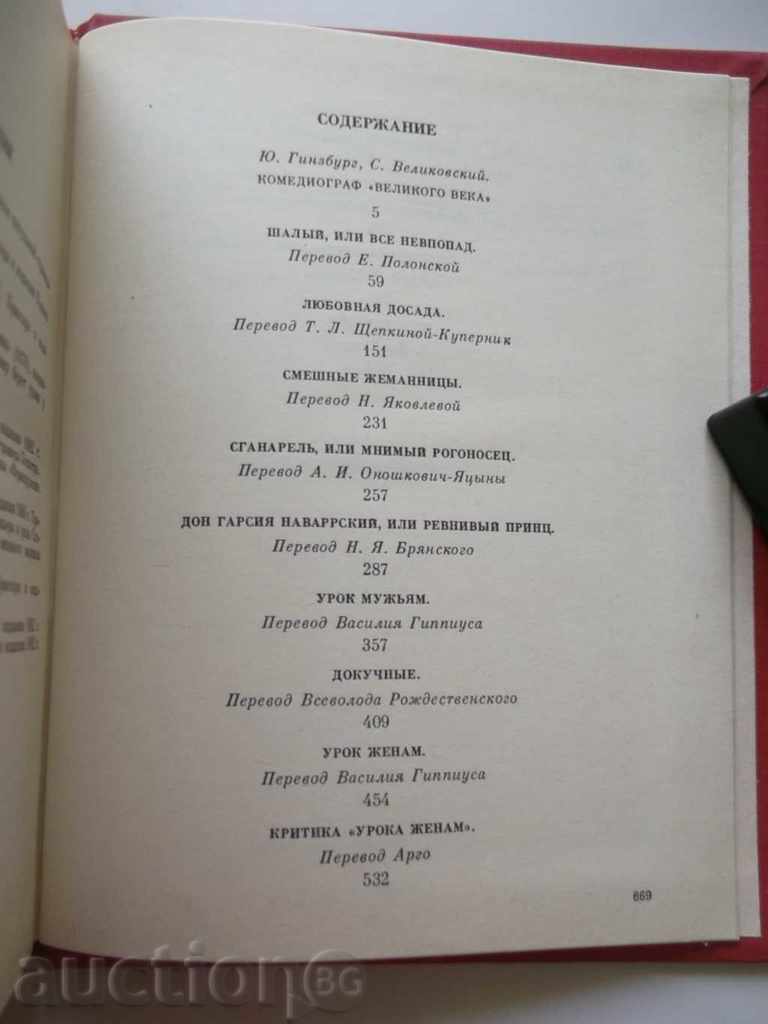 СОДЕРЖАНИЕ
Ю. Гинзбург, С. Великовский.
КОМЕДИОГРАФ «ВЕЛИКОГО ВЕКА»
5
ШАЛЫЙ, ИЛИ ВСЕ НЕВПОПАД.
Перевод Е. Полонской
59
ЛЮБОВНАЯ ДОСАДА.
Перевод Т. Л. Щепкиной-Куперник
151
СМЕШНЫЕ ЖЕМАННИЦЫ.
Перевод Н. Яковлевой
231
СГАНАРЕЛЬ, ИЛИ МНИМЫЙ РОГОНОСЕЦ.
Перевод А. И. Оношкович-Яцыны
257
ДОН ГАРСИЯ НАВАРРСКИЙ, ИЛИ РЕВНИВЫЙ ПРИНЦ.
Перевод Н. Я. Брянского
287
УРОК МУЖЬЯМ.
Перевод Василия Гиппиуса
357
ДОКУЧНЫЕ.
Перевод Всеволода Рождественского
409
УРОК ЖЕНАМ.
Перевод Василия Гиппиуса
454
КРИТИКА «УРОКА ЖЕНАМ».
Перевод Арго
532
669
auction BG